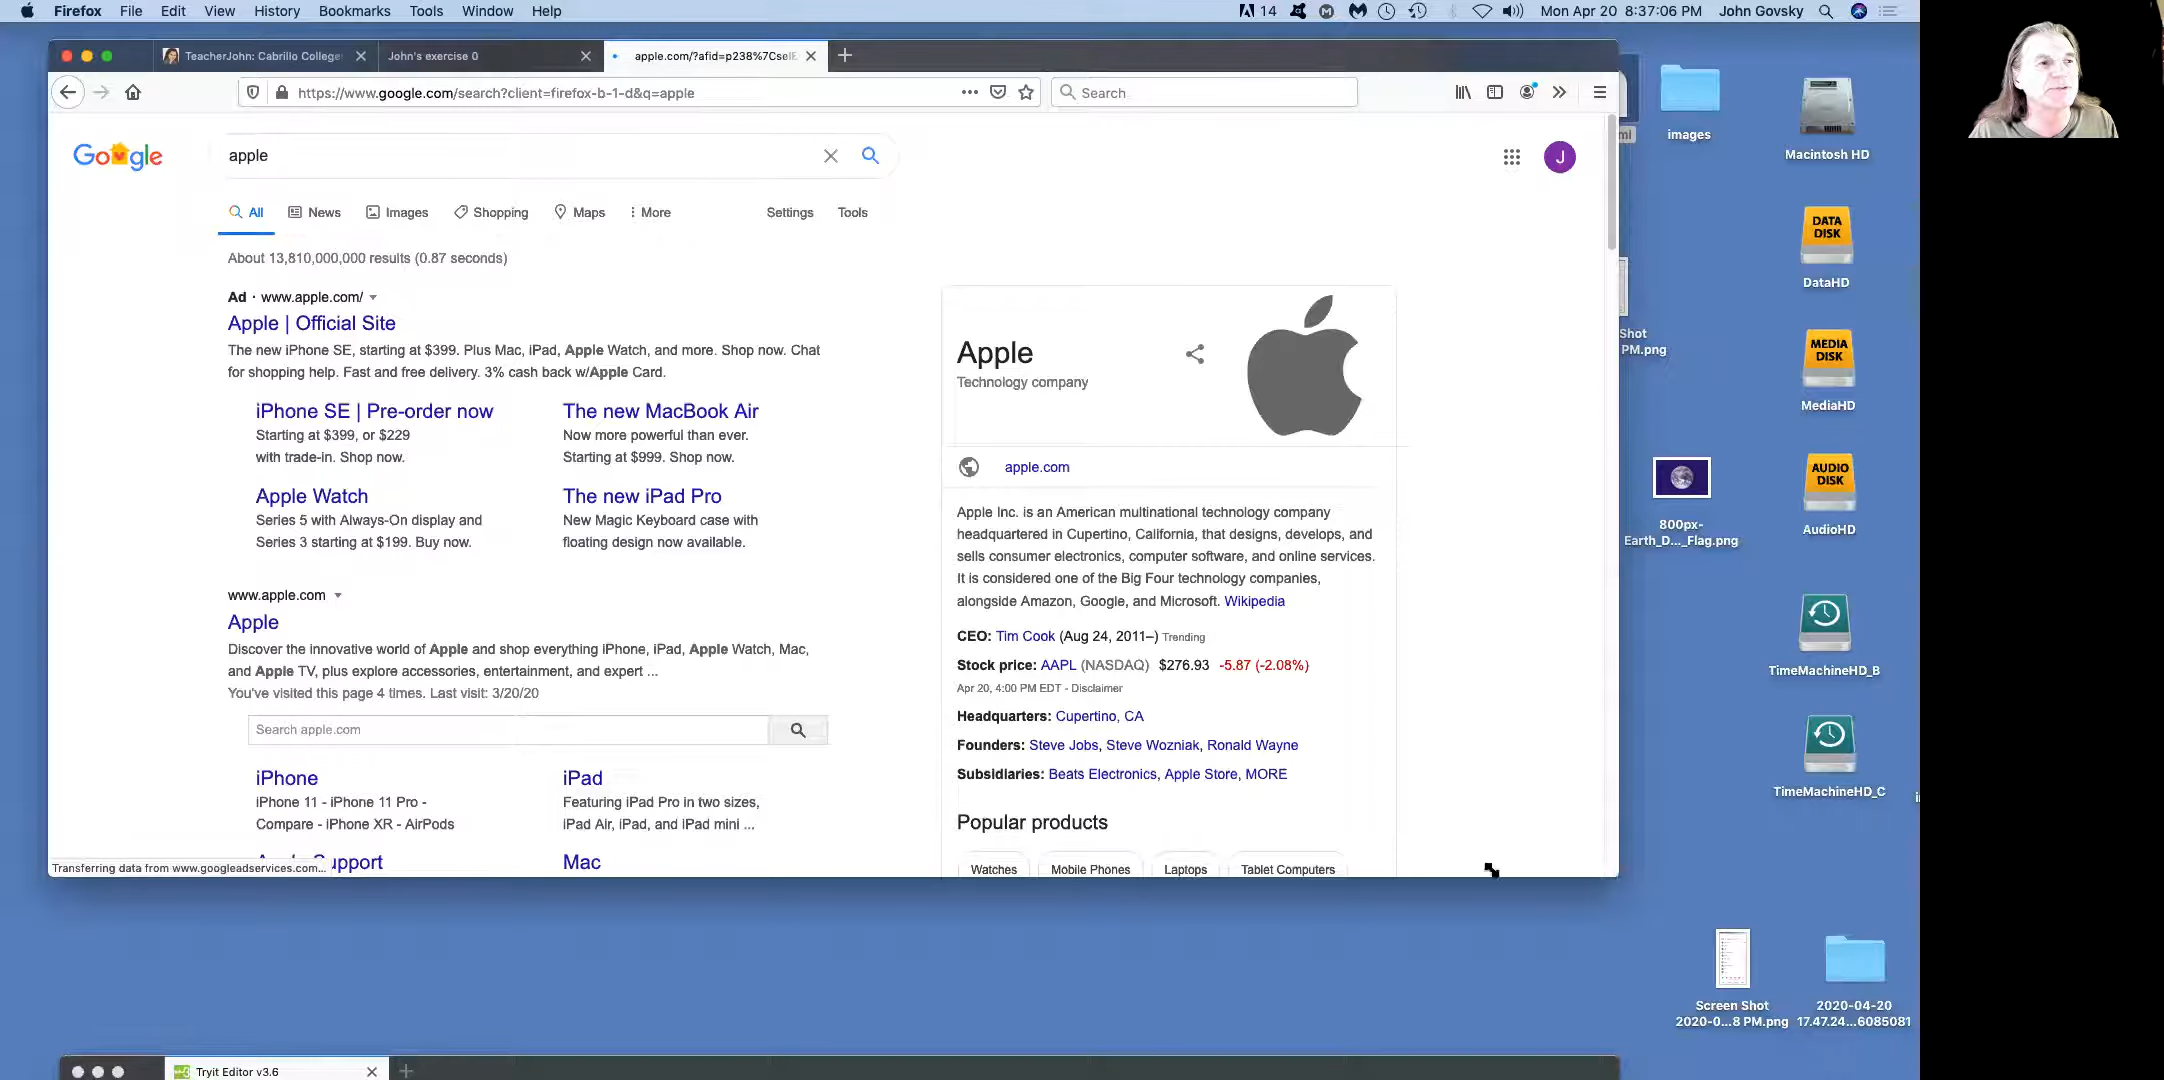 Firefox File Edit View History Bookmarks Tools Window Help
14
Mon Apr 20 8:37:06 PM John Govsky
TeacherJohn: Cabrillo College
John's exercise 0
apple.com/?afid=p238%7Csel
https://www.google.com/search?client=firefox-b-1-d&q=apple
Search
Google
apple
J
All News Images Shopping Maps More Settings Tools
About 13,810,000,000 results (0.87 seconds)
Ad · www.apple.com/
Apple | Official Site
The new iPhone SE, starting at $399. Plus Mac, iPad, Apple Watch, and more. Shop now. Chat
for shopping help. Fast and free delivery. 3% cash back w/Apple Card.
iPhone SE | Pre-order now
Starting at $399, or $229
with trade-in. Shop now.
The new MacBook Air
Now more powerful than ever.
Starting at $999. Shop now.
Apple Watch
Series 5 with Always-On display and
Series 3 starting at $199. Buy now.
The new iPad Pro
New Magic Keyboard case with
floating design now available.
www.apple.com
Apple
Discover the innovative world of Apple and shop everything iPhone, iPad, Apple Watch, Mac,
and Apple TV, plus explore accessories, entertainment, and expert ...
You've visited this page 4 times. Last visit: 3/20/20
Search apple.com
iPhone
iPhone 11 - iPhone 11 Pro -
Compare - iPhone XR - AirPods
iPad
Featuring iPad Pro in two sizes,
iPad Air, iPad, and iPad mini ...
Apple Support
Mac
Transferring data from www.googleadservices.com...
Apple
Technology company
apple.com
Apple Inc. is an American multinational technology company
headquartered in Cupertino, California, that designs, develops, and
sells consumer electronics, computer software, and online services.
It is considered one of the Big Four technology companies,
alongside Amazon, Google, and Microsoft. Wikipedia
CEO: Tim Cook (Aug 24, 2011–) Trending
Stock price: AAPL (NASDAQ) $276.93 -5.87 (-2.08%)
Apr 20, 4:00 PM EDT - Disclaimer
Headquarters: Cupertino, CA
Founders: Steve Jobs, Steve Wozniak, Ronald Wayne
Subsidiaries: Beats Electronics, Apple Store, MORE
Popular products
Watches Mobile Phones Laptops Tablet Computers
images
Macintosh HD
DATA
DISK
DataHD
Shot
PM.png
MEDIA
DISK
MediaHD
800px-
Earth_D..._Flag.png
AUDIO
DISK
AudioHD
TimeMachineHD_B
TimeMachineHD_C
Screen Shot
2020-0...8 PM.png
2020-04-20
17.47.24...6085081
Tryit Editor v3.6